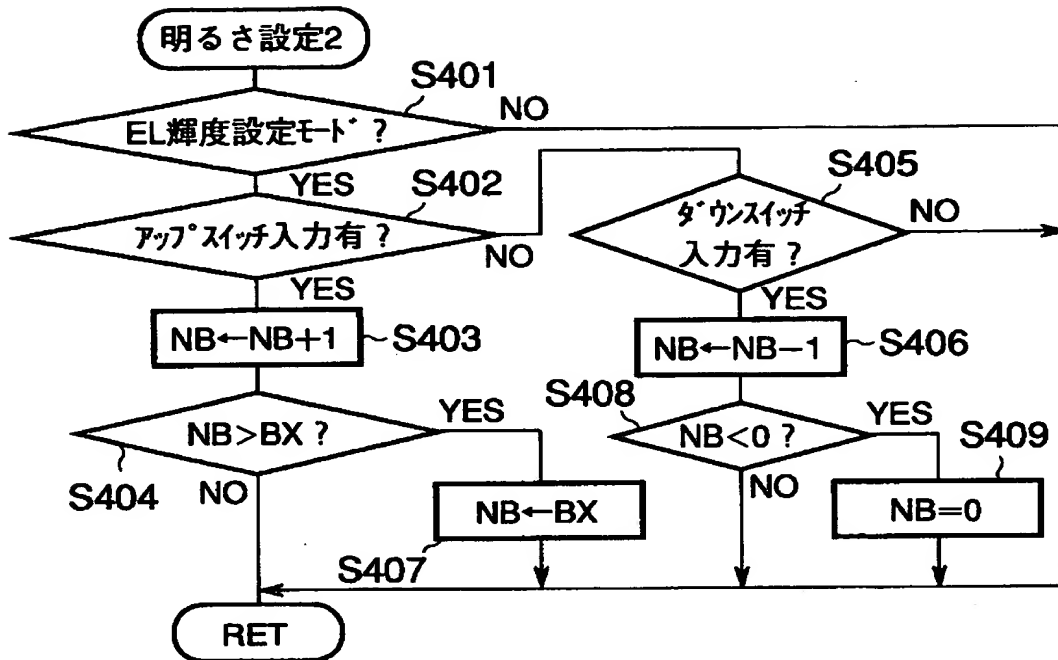 明るさ設定2
S401
EL輝度設定モード?
NO
YES
S402
アップスイッチ入力有?
NO
YES
S405
ダウンスイッチ
入力有?
NO
YES
NB←NB+1
S403
NB←NB−1
S406
NB>BX?
YES
S404
NO
S408
NB<0?
YES
NO
S409
NB←BX
S407
NB=0
RET